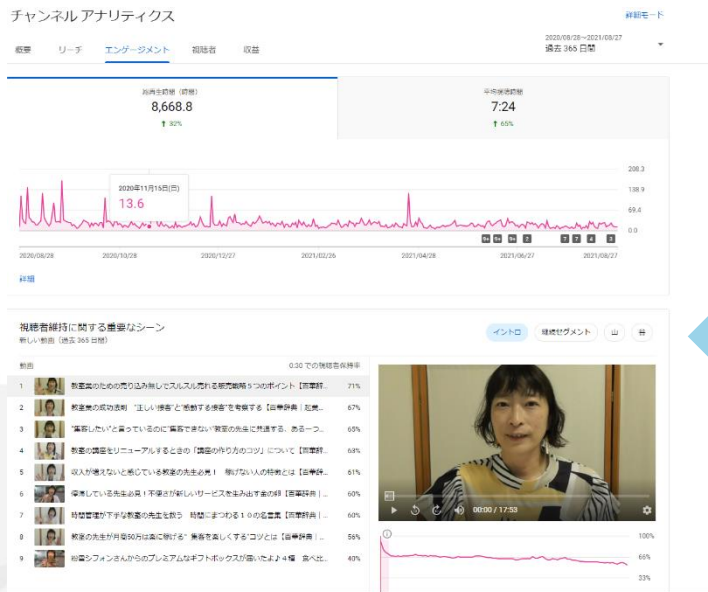 チャンネル アナリティクス
詳細モード
2020/08/28～2021/08/27
過去 365 日間
概要 リーチ エンゲージメント 視聴者 収益
総再生時間（時間） 平均視聴時間
8,668.8 7:24
↑ 32% ↑ 65%
2020年11月15日(日)
13.6
208.3
138.9
69.4
0.0
9+ 9+ 9+ 2 7 7 4 3
2020/08/28 2020/10/28 2020/12/27 2021/02/26 2021/04/28 2021/06/27 2021/08/27
詳細
視聴者維持に関する重要なシーン
新しい動画（過去 365 日間）
イントロ 継続セグメント 山 谷
動画 0:30 での視聴者保持率
1 教室業のための売り込み無しでスルスル売れる販売戦略５つのポイント【百華辞... 71%
2 教室業の成功法則 "正しい接客"と"感動する接客"を考察する【百華辞典｜起業... 67%
3 "集客したい"と言っているのに"集客できない"教室の先生に共通する、ある一つ... 65%
4 教室の講座をリニューアルするときの「講座の作り方のコツ」について【百華辞... 63%
5 収入が増えないと感じている教室の先生必見！ 稼げない人の特徴とは【百華辞... 61%
6 停滞している先生必見！不便さが新しいサービスを生み出す金の卵【百華辞典｜... 60%
7 時間管理が下手な教室の先生を救う 時間にまつわる１０の名言集【百華辞典｜... 60%
8 教室の先生が月商50万は楽に稼げる" 集客を楽しくする"コツとは【百華辞典｜... 56%
9 粉雪シフォンさんからのプレミアムなギフトボックスが届いたよ♪４種 食べ比... 40%
00:00 / 17:53
100%
66%
33%